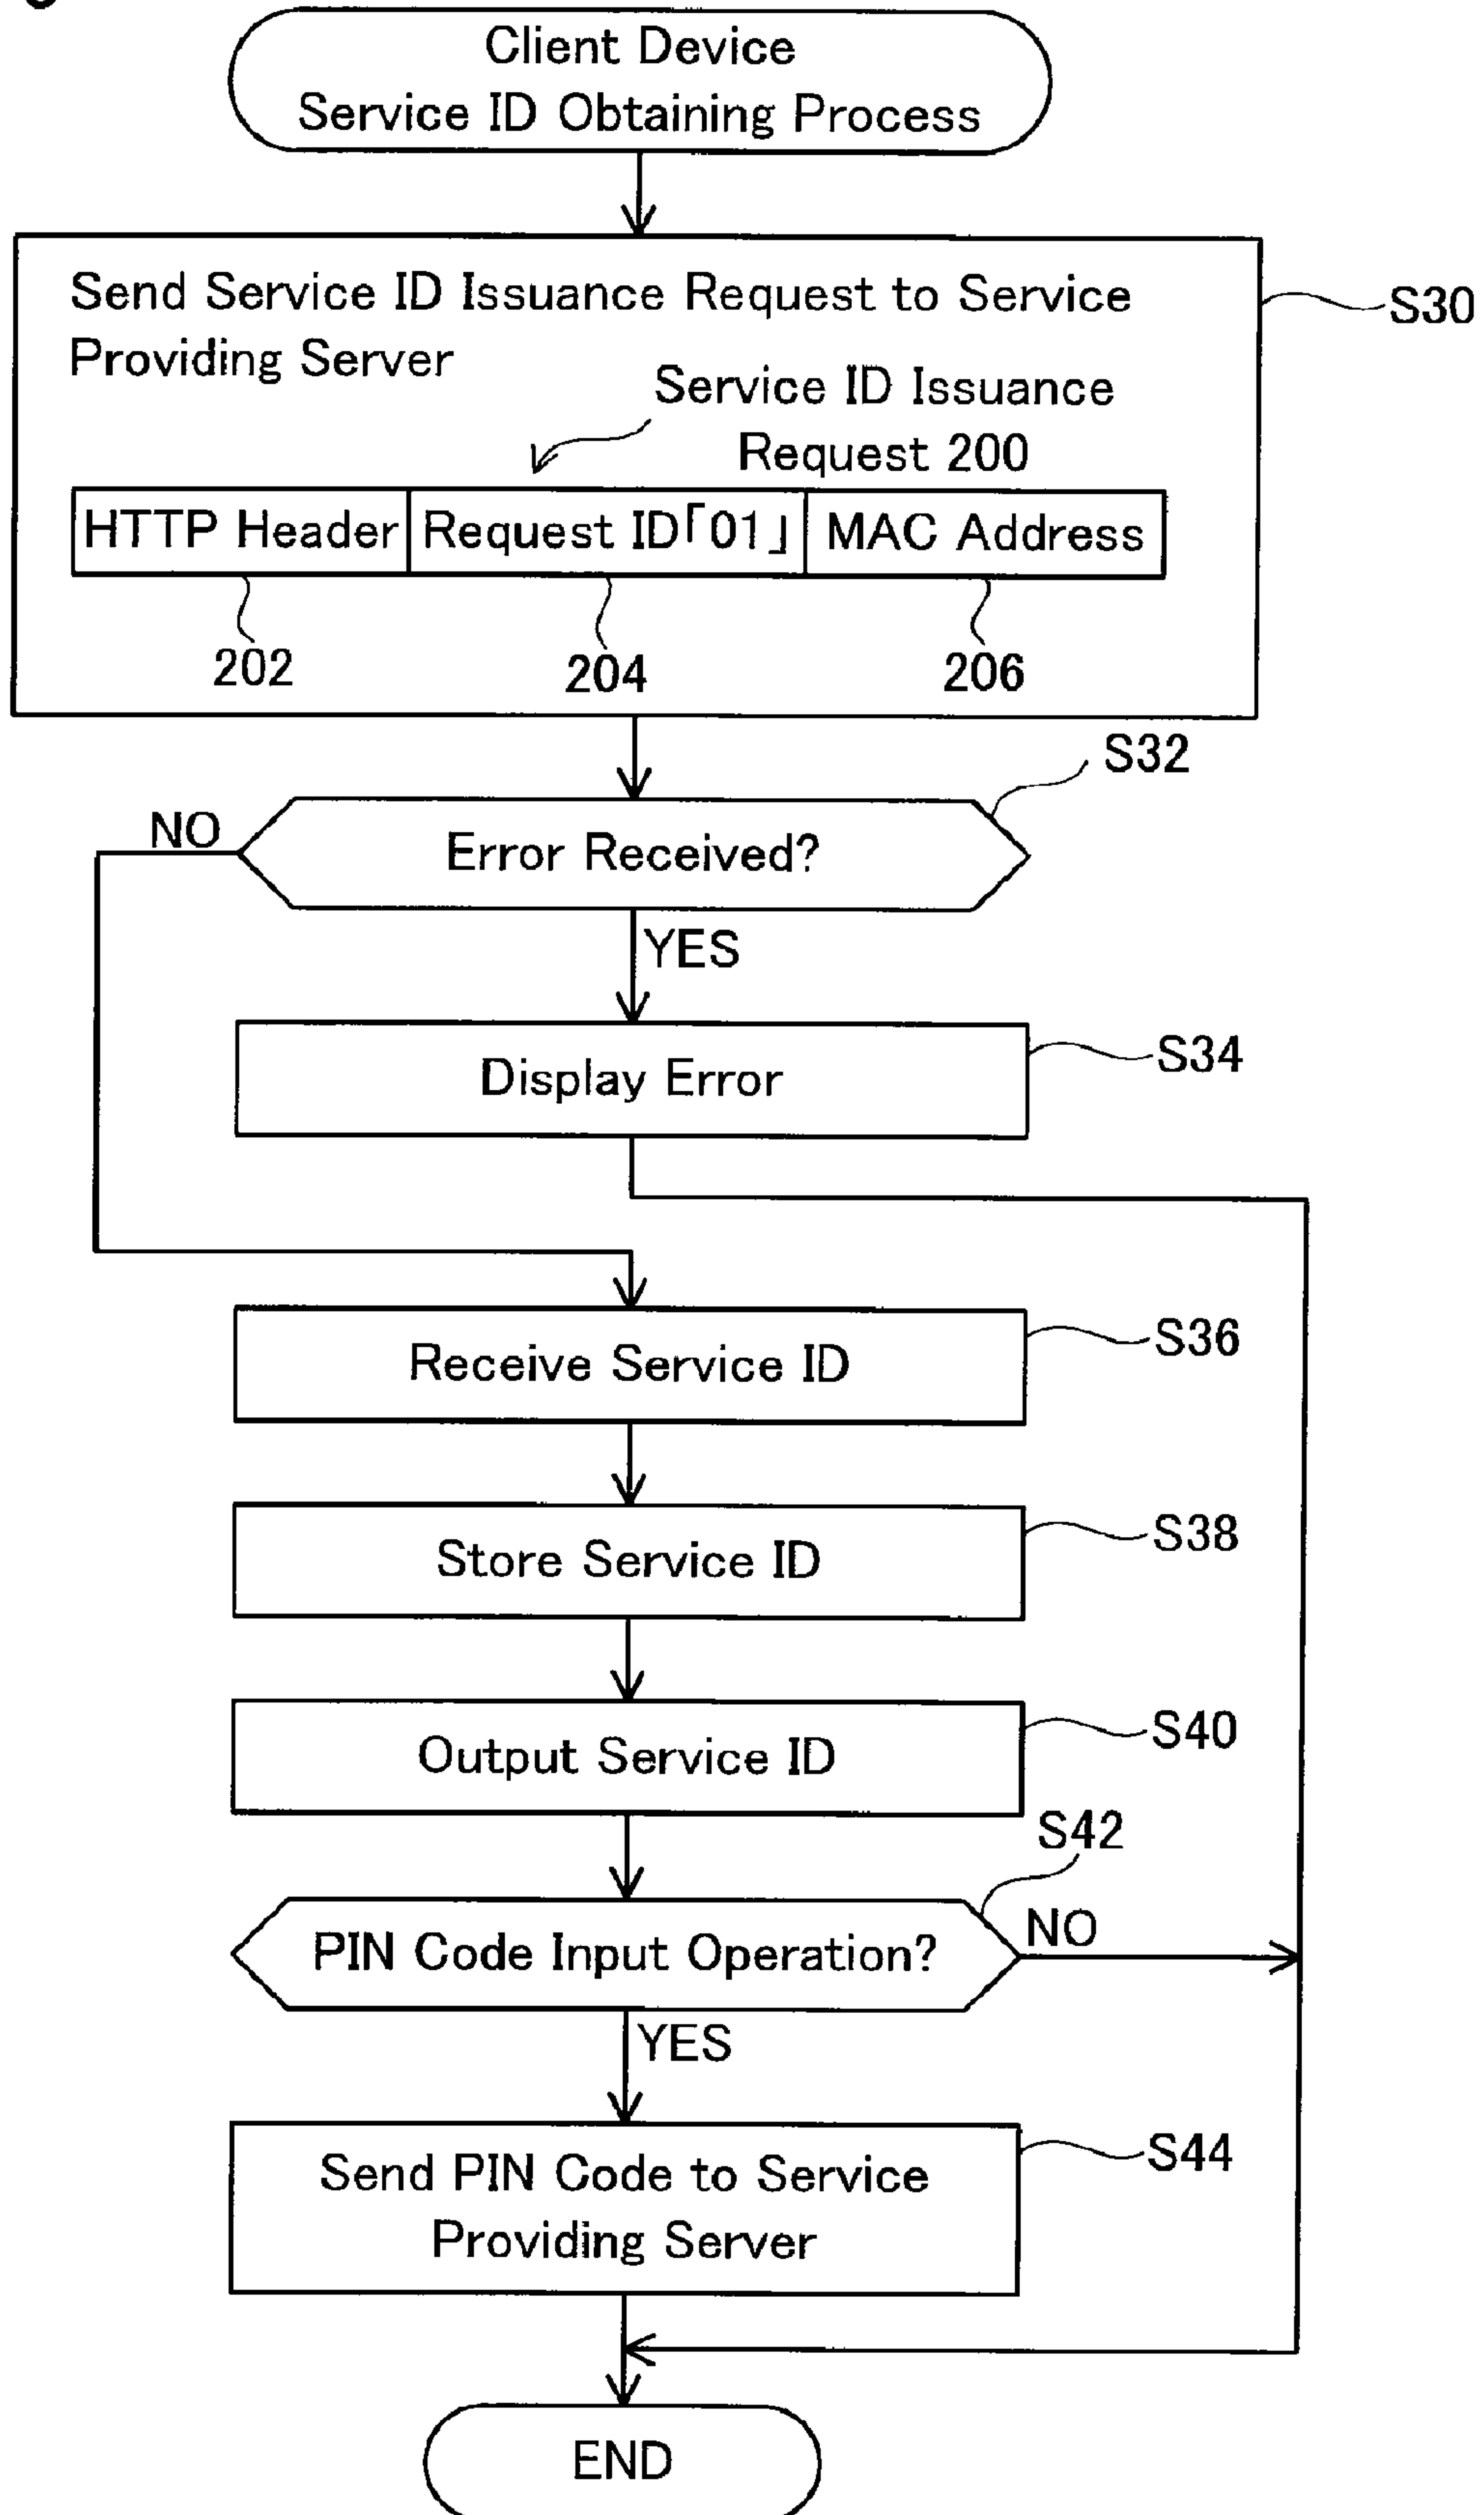 Client Device
Service ID Obtaining Process
Send Service ID Issuance Request to Service
Providing Server
S30
Service ID Issuance
Request 200
HTTP Header
Request ID「01」
MAC Address
202
204
206
S32
NO
Error Received?
YES
Display Error
S34
Receive Service ID
S36
Store Service ID
S38
Output Service ID
S40
S42
PIN Code Input Operation?
NO
YES
Send PIN Code to Service
Providing Server
S44
END